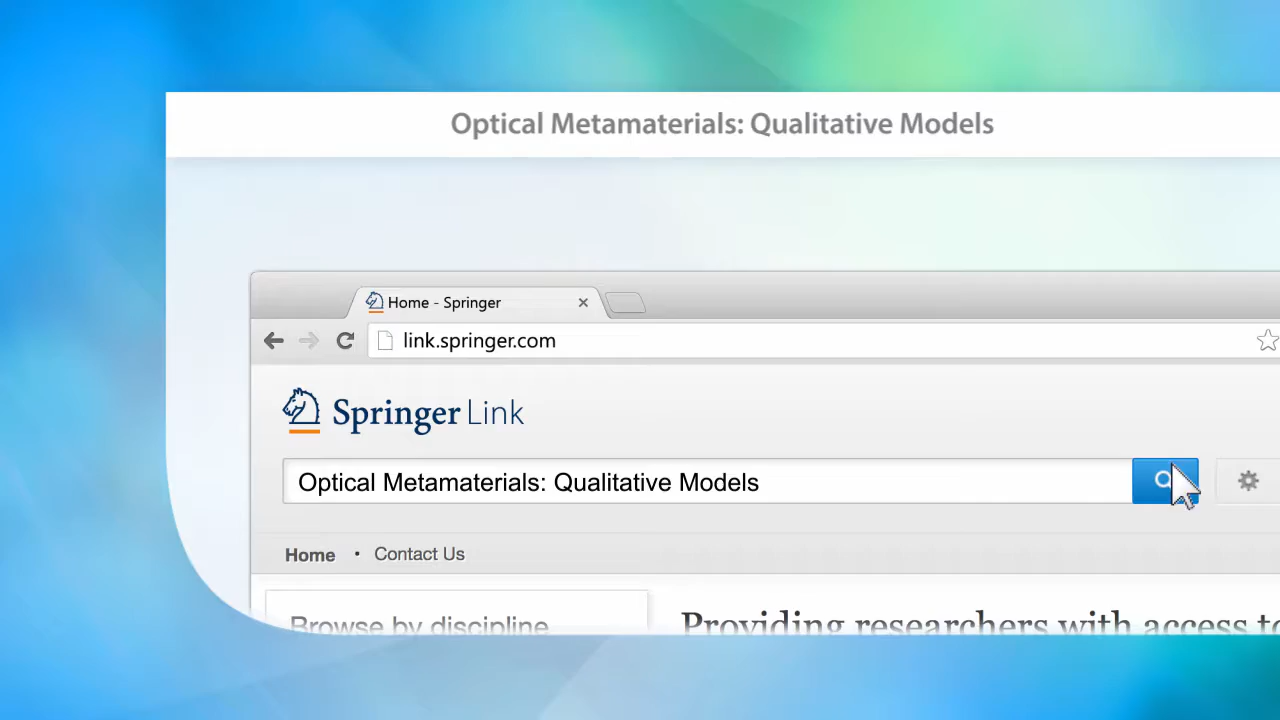 Optical Metamaterials: Qualitative Models
Home - Springer
link.springer.com
Springer Link
Optical Metamaterials: Qualitative Models
Home • Contact Us
Browse by discipline
Providing researchers with access to